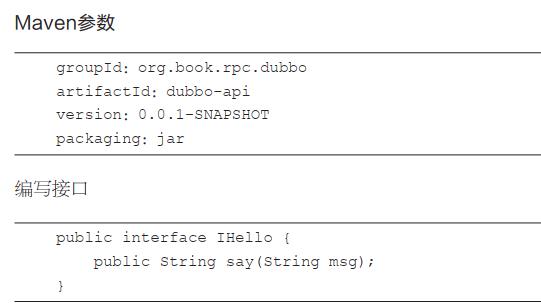 Maven参数
groupId: org.book.rpc.dubbo
artifactId: dubbo-api
version: 0.0.1-SNAPSHOT
packaging: jar
编写接口
public interface IHello {
    public String say(String msg);
}